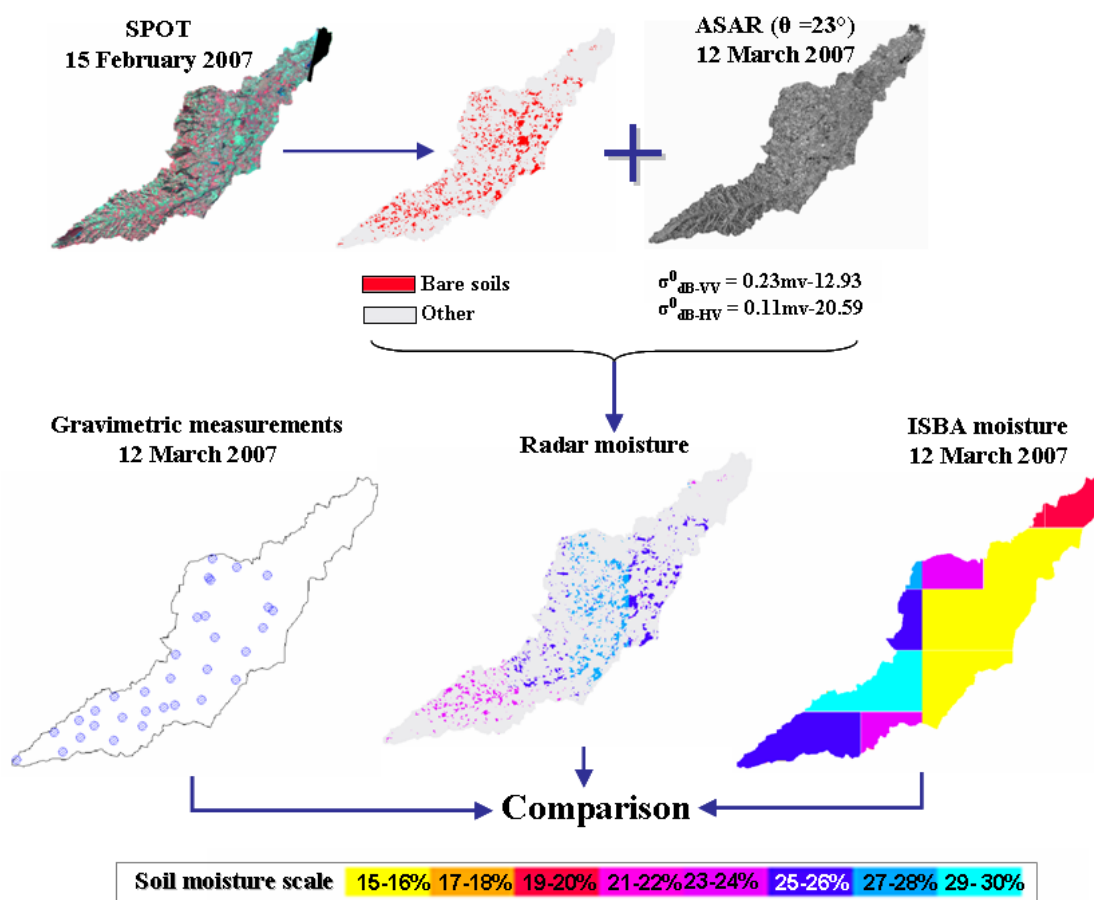 SPOT
15 February 2007
ASAR (θ =23°)
12 March 2007
Bare soils
Other
σ⁰dB-VV = 0.23mv-12.93
σ⁰dB-HV = 0.11mv-20.59
Gravimetric measurements
12 March 2007
Radar moisture
ISBA moisture
12 March 2007
Comparison
Soil moisture scale 15-16% 17-18% 19-20% 21-22% 23-24% 25-26% 27-28% 29- 30%